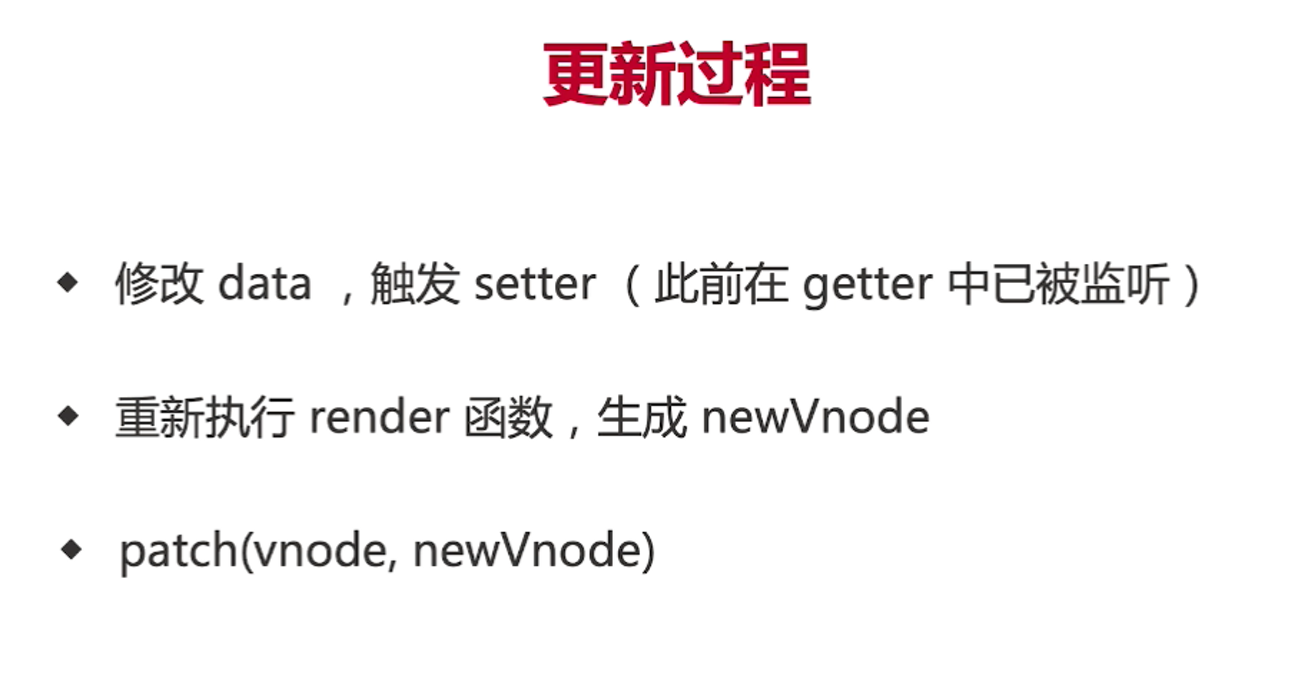 更新过程
◆ 修改 data ，触发 setter （ 此前在 getter 中已被监听 ）
◆ 重新执行 render 函数，生成 newVnode
◆ patch(vnode, newVnode)